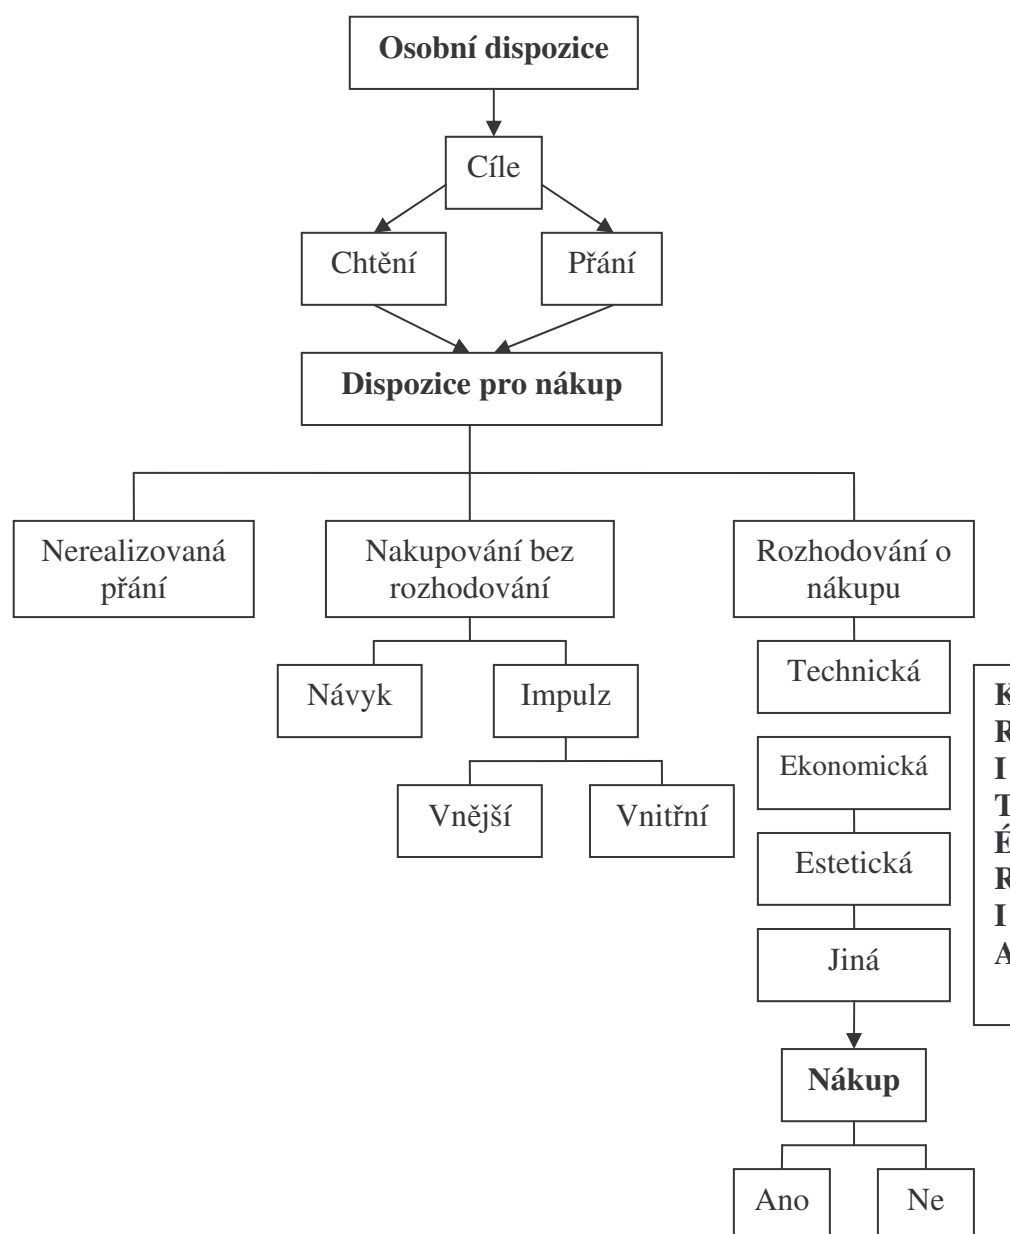 Osobní dispozice
Cíle
Chtění
Přání
Dispozice pro nákup
Nerealizovaná
přání
Nakupování bez
rozhodování
Rozhodování o
nákupu
Návyk
Impulz
Vnější
Vnitřní
Technická
Ekonomická
Estetická
Jiná
K
R
I
T
É
R
I
A
Nákup
Ano
Ne